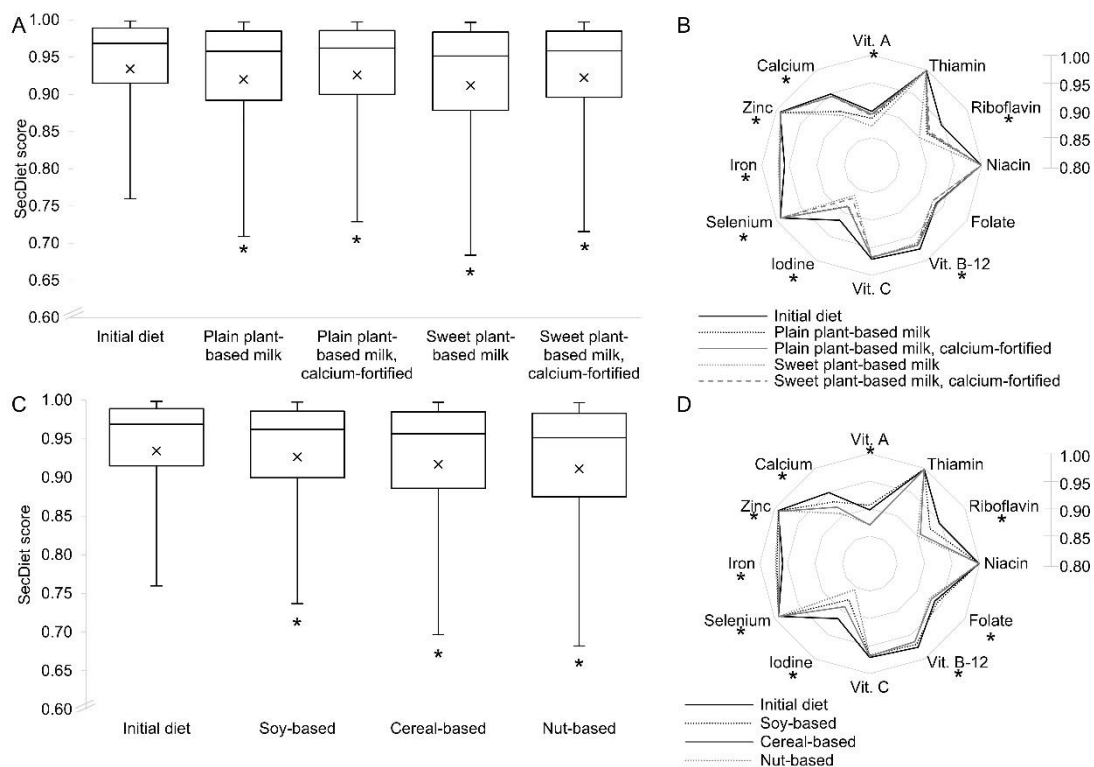 A
SecDiet score
1.00
0.95
0.90
0.85
0.80
0.75
0.70
0.65
0.60
*
*
*
*
Initial diet
Plain plant-
based milk
Plain plant-
based milk,
calcium-fortified
Sweet plant-
based milk
Sweet plant-
based milk,
calcium-fortified
B
Vit. A
*
Thiamin
Riboflavin
*
Niacin
Folate
Vit. B-12
*
Vit. C
Iodine
*
Selenium
*
Iron
*
Zinc
*
Calcium
*
1.00
0.95
0.90
0.85
0.80
Initial diet
Plain plant-based milk
Plain plant-based milk, calcium-fortified
Sweet plant-based milk
Sweet plant-based milk, calcium-fortified
C
SecDiet score
1.00
0.95
0.90
0.85
0.80
0.75
0.70
0.65
0.60
*
*
*
Initial diet
Soy-based
Cereal-based
Nut-based
D
Vit. A
*
Thiamin
Riboflavin
*
Niacin
Folate
*
Vit. B-12
*
Vit. C
Iodine
*
Selenium
*
Iron
*
Zinc
*
Calcium
*
1.00
0.95
0.90
0.85
0.80
Initial diet
Soy-based
Cereal-based
Nut-based